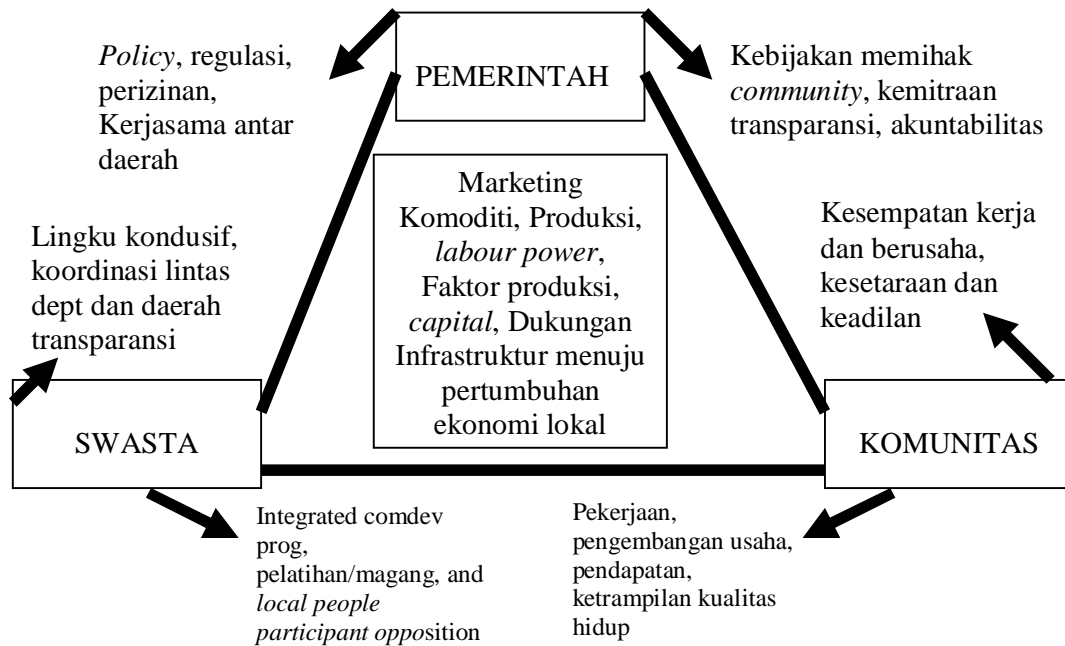 Policy, regulasi,
perizinan,
Kerjasama antar
daerah
PEMERINTAH
Kebijakan memihak
community, kemitraan
transparansi, akuntabilitas
Marketing
Komoditi, Produksi,
labour power,
Faktor produksi,
capital, Dukungan
Infrastruktur menuju
pertumbuhan
ekonomi lokal
Lingku kondusif,
koordinasi lintas
dept dan daerah
transparansi
Kesempatan kerja
dan berusaha,
kesetaraan dan
keadilan
SWASTA
KOMUNITAS
Integrated comdev
prog,
pelatihan/magang, and
local people
participant opposition
Pekerjaan,
pengembangan usaha,
pendapatan,
ketrampilan kualitas
hidup